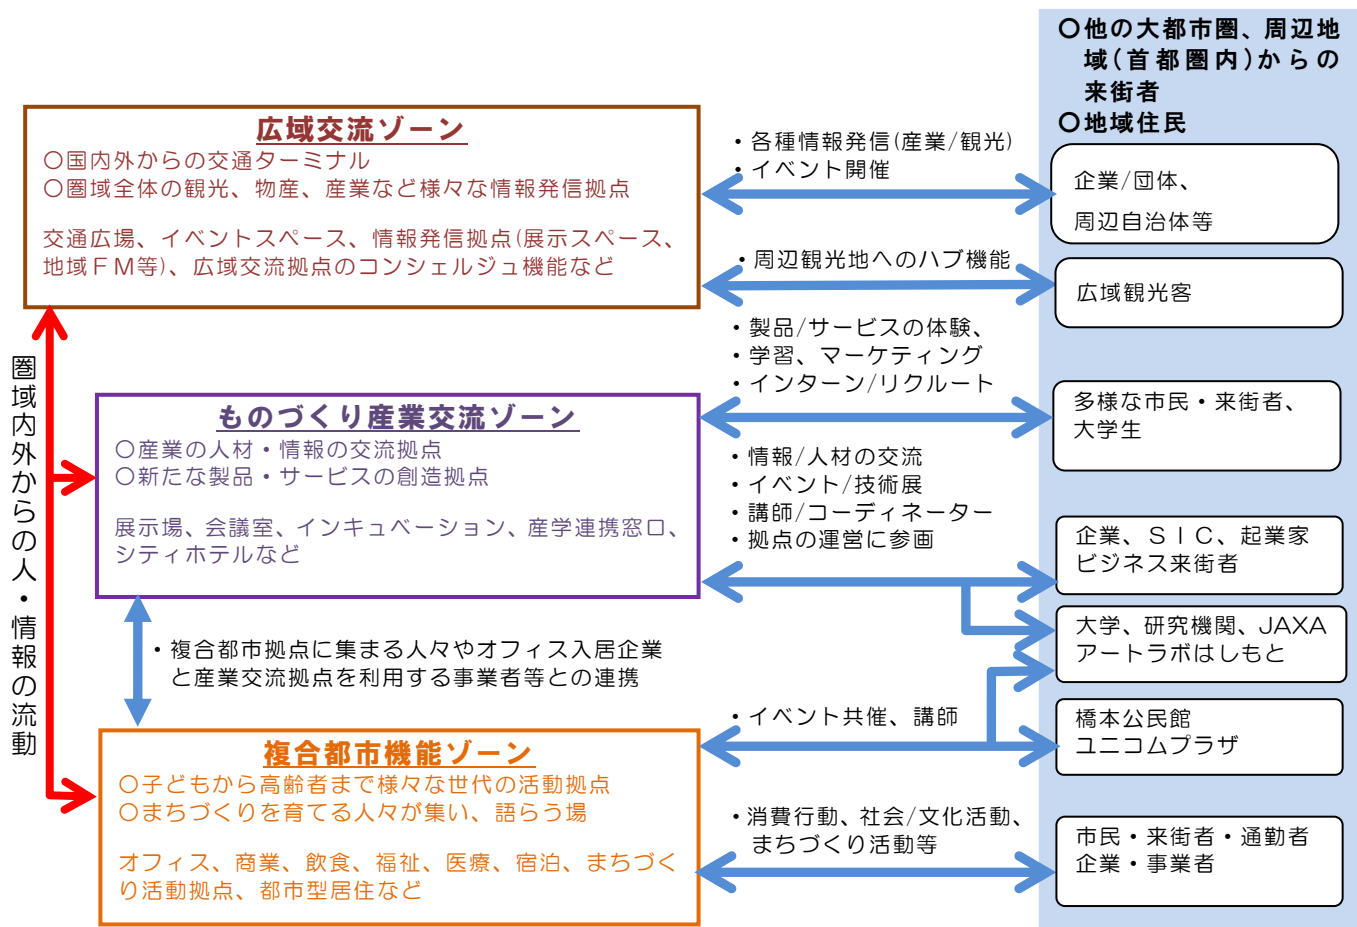 〇他の大都市圏、周辺地
域(首都圏内)からの
来街者
〇地域住民
広域交流ゾーン
〇国内外からの交通ターミナル
〇圏域全体の観光、物産、産業など様々な情報発信拠点
交通広場、イベントスペース、情報発信拠点(展示スペース、
地域ＦＭ等)、広域交流拠点のコンシェルジュ機能など
・各種情報発信(産業/観光)
・イベント開催
企業/団体、
周辺自治体等
・周辺観光地へのハブ機能
広域観光客
・製品/サービスの体験、
・学習、マーケティング
・インターン/リクルート
多様な市民・来街者、
大学生
圏域内外からの人・情報の流動
ものづくり産業交流ゾーン
〇産業の人材・情報の交流拠点
〇新たな製品・サービスの創造拠点
展示場、会議室、インキュベーション、産学連携窓口、
シティホテルなど
・情報/人材の交流
・イベント/技術展
・講師/コーディネーター
・拠点の運営に参画
企業、ＳＩＣ、起業家
ビジネス来街者
大学、研究機関、JAXA
アートラボはしもと
・複合都市拠点に集まる人々やオフィス入居企業
と産業交流拠点を利用する事業者等との連携
・イベント共催、講師
橋本公民館
ユニコムプラザ
複合都市機能ゾーン
〇子どもから高齢者まで様々な世代の活動拠点
〇まちづくりを育てる人々が集い、語らう場
オフィス、商業、飲食、福祉、医療、宿泊、まちづく
り活動拠点、都市型居住など
・消費行動、社会/文化活動、
まちづくり活動等
市民・来街者・通勤者
企業・事業者